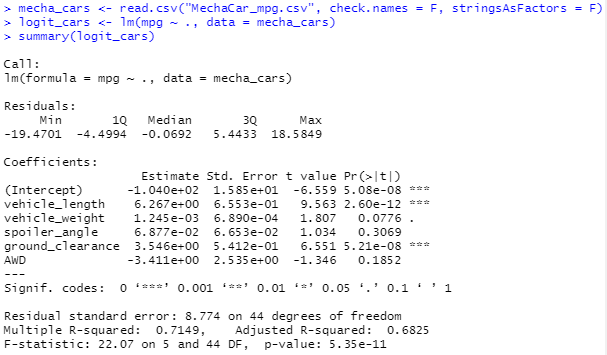 > mecha_cars <- read.csv("MechaCar_mpg.csv", check.names = F, stringsAsFactors = F)
> logit_cars <- lm(mpg ~ ., data = mecha_cars)
> summary(logit_cars)
Call:
lm(formula = mpg ~ ., data = mecha_cars)
Residuals:
Min 1Q Median 3Q Max
-19.4701 -4.4994 -0.0692 5.4433 18.5849
Coefficients:
Estimate Std. Error t value Pr(>|t|)
(Intercept) -1.040e+02 1.585e+01 -6.559 5.08e-08 ***
vehicle_length 6.267e+00 6.553e-01 9.563 2.60e-12 ***
vehicle_weight 1.245e-03 6.890e-04 1.807 0.0776 .
spoiler_angle 6.877e-02 6.653e-02 1.034 0.3069
ground_clearance 3.546e+00 5.412e-01 6.551 5.21e-08 ***
AWD -3.411e+00 2.535e+00 -1.346 0.1852
---
Signif. codes: 0 ‘***’ 0.001 ‘**’ 0.01 ‘*’ 0.05 ‘.’ 0.1 ‘ ’ 1
Residual standard error: 8.774 on 44 degrees of freedom
Multiple R-squared: 0.7149, Adjusted R-squared: 0.6825
F-statistic: 22.07 on 5 and 44 DF, p-value: 5.35e-11